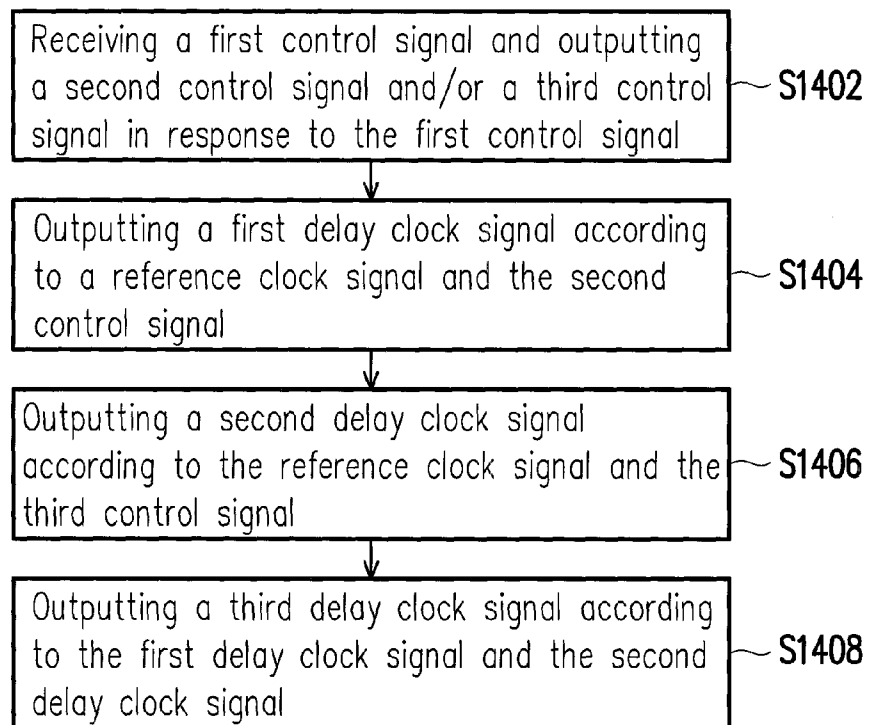 Receiving a first control signal and outputting
a second control signal and/or a third control
signal in response to the first control signal
S1402
Outputting a first delay clock signal according
to a reference clock signal and the second
control signal
S1404
Outputting a second delay clock signal
according to the reference clock signal and the
third control signal
S1406
Outputting a third delay clock signal according
to the first delay clock signal and the second
delay clock signal
S1408